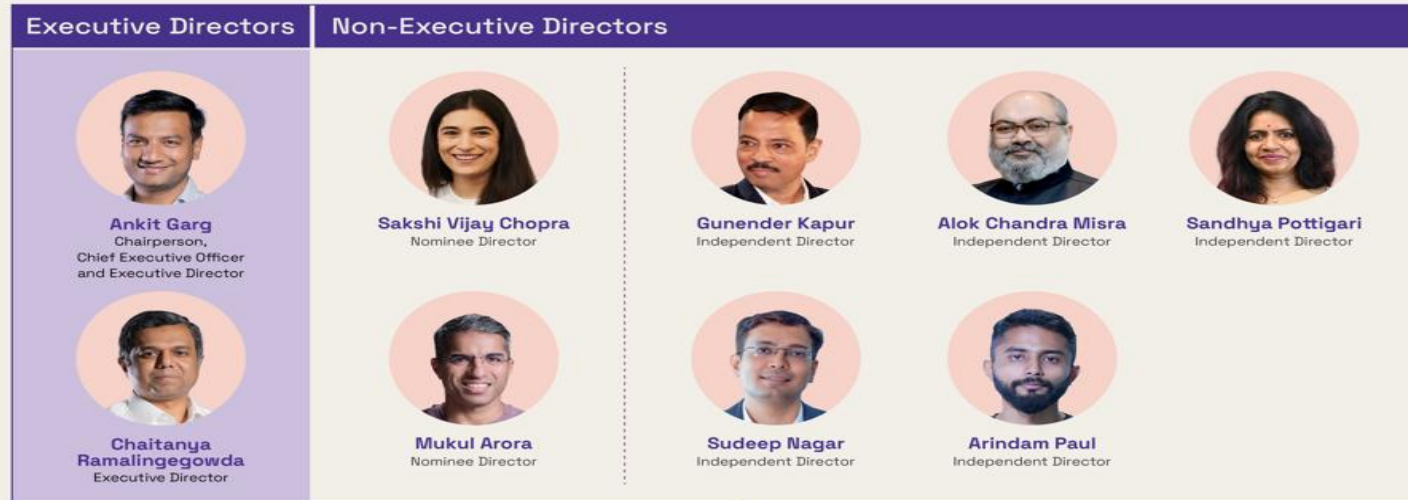 Executive Directors
Non-Executive Directors
Ankit Garg
Chairperson,
Chief Executive Officer
and Executive Director
Sakshi Vijay Chopra
Nominee Director
Gunender Kapur
Independent Director
Alok Chandra Misra
Independent Director
Sandhya Pottigari
Independent Director
Chaitanya
Ramalingegowda
Executive Director
Mukul Arora
Nominee Director
Sudeep Nagar
Independent Director
Arindam Paul
Independent Director